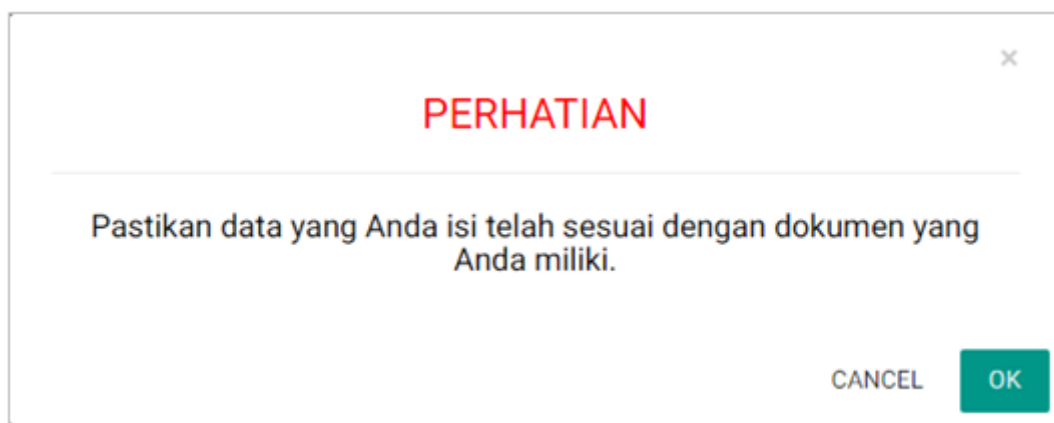 ×
PERHATIAN
Pastikan data yang Anda isi telah sesuai dengan dokumen yang
Anda miliki.
CANCEL OK